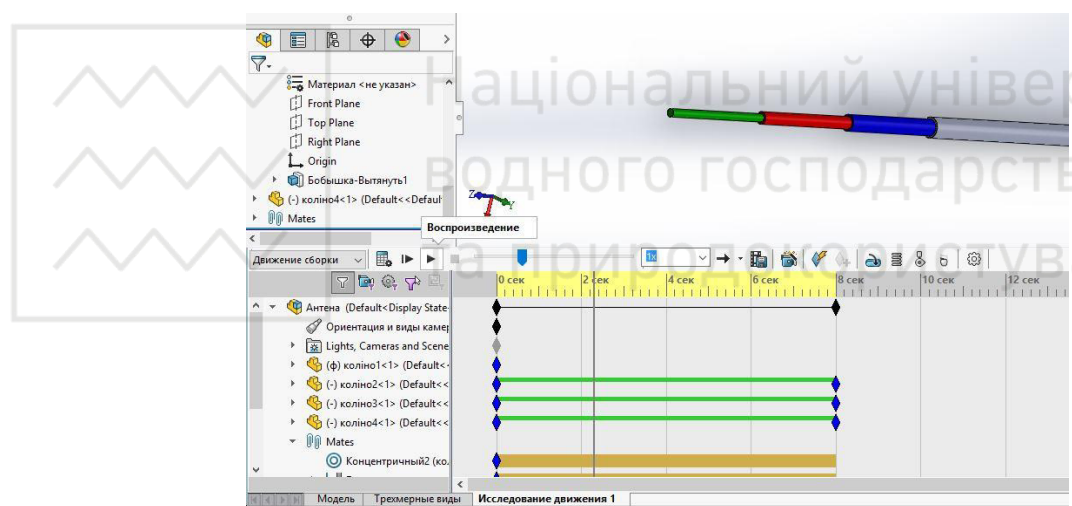 Національний універ
водного господарств
та природокористув
Материал <не указан>
Front Plane
Top Plane
Right Plane
Origin
Бобышка-Вытянуть1
(-) коліно4<1> (Default<<Defaul
Mates
Z
Y
Воспроизведение
Движение сборки
1x
0 сек 2 сек 4 сек 6 сек 8 сек 10 сек 12 сек
Антена (Default<Display State-
Ориентация и виды камер
Lights, Cameras and Scene
(ф) коліно1<1> (Default<<
(-) коліно2<1> (Default<<
(-) коліно3<1> (Default<<
(-) коліно4<1> (Default<<
Mates
Концентричный2 (ко
Модель Трехмерные виды Исследование движения 1